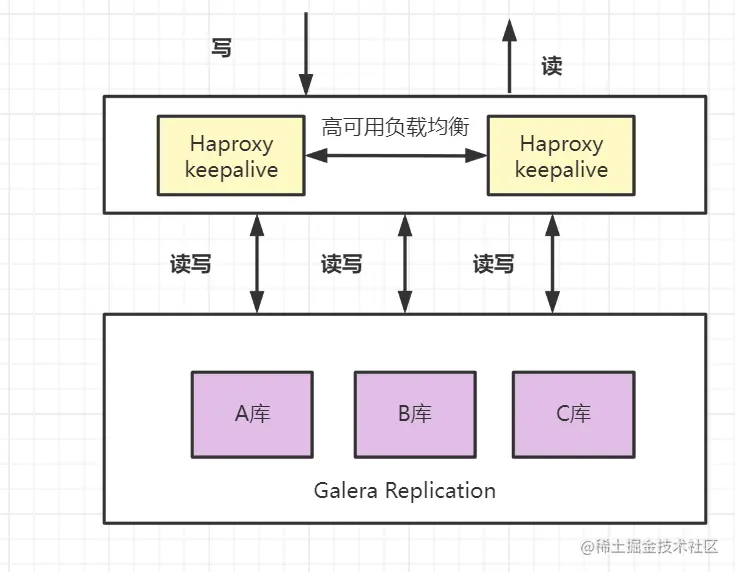 写
读
高可用负载均衡
Haproxy
keepalive
Haproxy
keepalive
读写
读写
读写
A库
B库
C库
Galera Replication
@稀土掘金技术社区